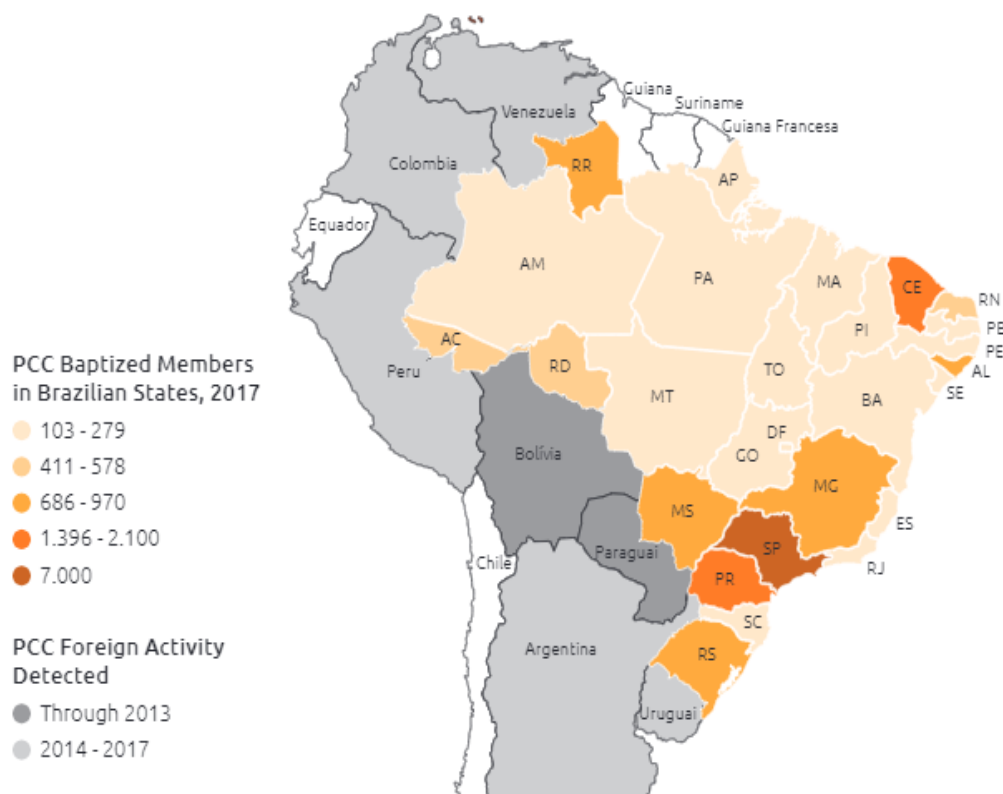 PCC Baptized Members
in Brazilian States, 2017
103 - 279
411 - 578
686 - 970
1.396 - 2.100
7.000
PCC Foreign Activity
Detected
Through 2013
2014 - 2017
Guiana
Suriname
Guiana Francesa
Venezuela
Colombia
Equador
Peru
Bolívia
Paraguai
Chile
Argentina
Uruguai
RR
AP
AM
PA
MA
CE
RN
PB
PE
PI
AC
RD
TO
AL
SE
BA
MT
DF
GO
MG
MS
ES
SP
RJ
PR
SC
RS